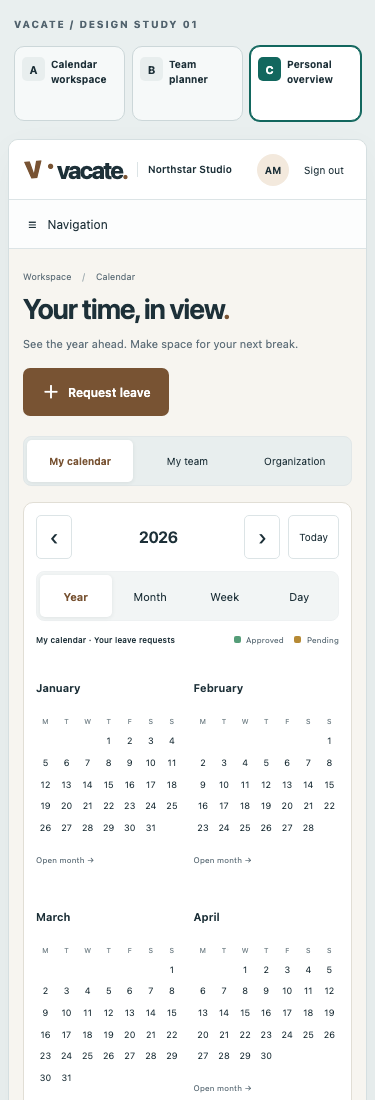 VACATE / DESIGN STUDY 01
A Calendar workspace
B Team planner
C Personal overview
V vacate.
Northstar Studio
AM
Sign out
≡ Navigation
Workspace / Calendar
Your time, in view.
See the year ahead. Make space for your next break.
+ Request leave
My calendar My team Organization
‹ 2026 › Today
Year Month Week Day
My calendar · Your leave requests Approved Pending
January
M T W T F S S
1 2 3 4
5 6 7 8 9 10 11
12 13 14 15 16 17 18
19 20 21 22 23 24 25
26 27 28 29 30 31
Open month →
February
M T W T F S S
1
2 3 4 5 6 7 8
9 10 11 12 13 14 15
16 17 18 19 20 21 22
23 24 25 26 27 28
Open month →
March
M T W T F S S
1
2 3 4 5 6 7 8
9 10 11 12 13 14 15
16 17 18 19 20 21 22
23 24 25 26 27 28 29
30 31
April
M T W T F S S
1 2 3 4 5
6 7 8 9 10 11 12
13 14 15 16 17 18 19
20 21 22 23 24 25 26
27 28 29 30
Open month →